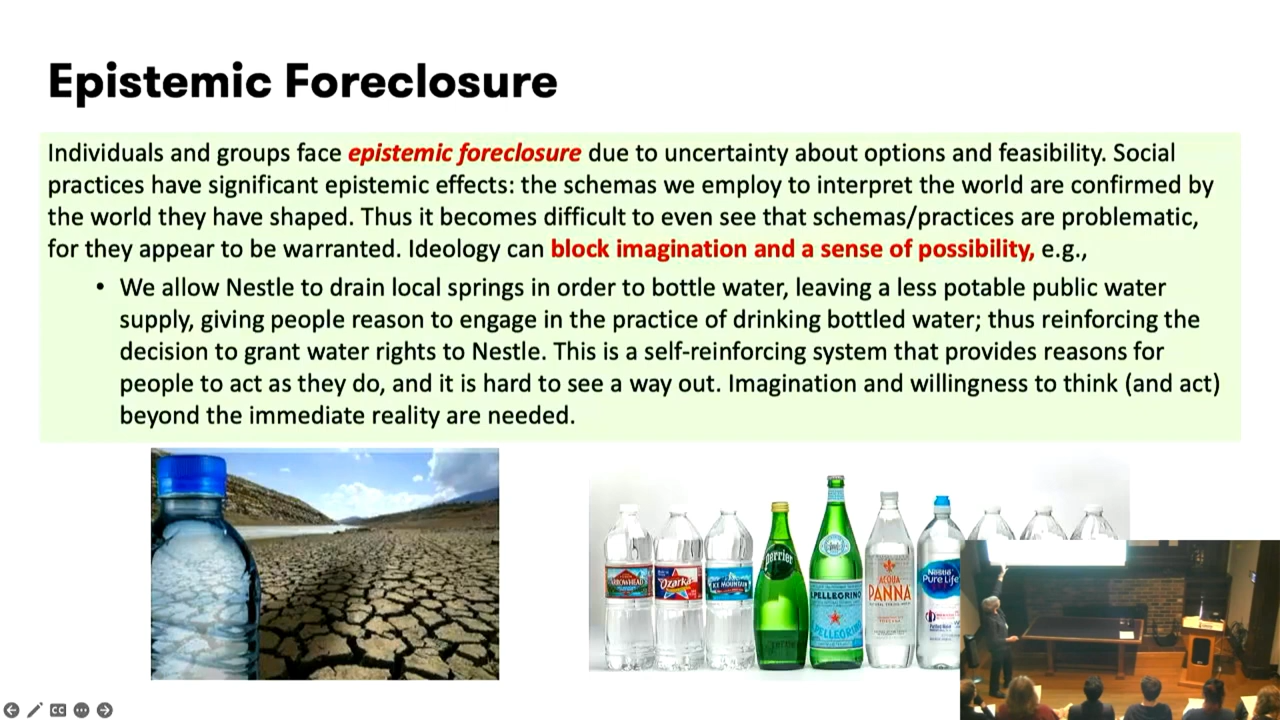 Epistemic Foreclosure
Individuals and groups face epistemic foreclosure due to uncertainty about options and feasibility. Social
practices have significant epistemic effects: the schemas we employ to interpret the world are confirmed by
the world they have shaped. Thus it becomes difficult to even see that schemas/practices are problematic,
for they appear to be warranted. Ideology can block imagination and a sense of possibility, e.g.,
• We allow Nestle to drain local springs in order to bottle water, leaving a less potable public water
supply, giving people reason to engage in the practice of drinking bottled water; thus reinforcing the
decision to grant water rights to Nestle. This is a self-reinforcing system that provides reasons for
people to act as they do, and it is hard to see a way out. Imagination and willingness to think (and act)
beyond the immediate reality are needed.
ARROWHEAD
Ozarka
ICE MOUNTAIN
Perrier
S.PELLEGRINO
ACQUA
PANNA
Nestlé
Pure Life
CC